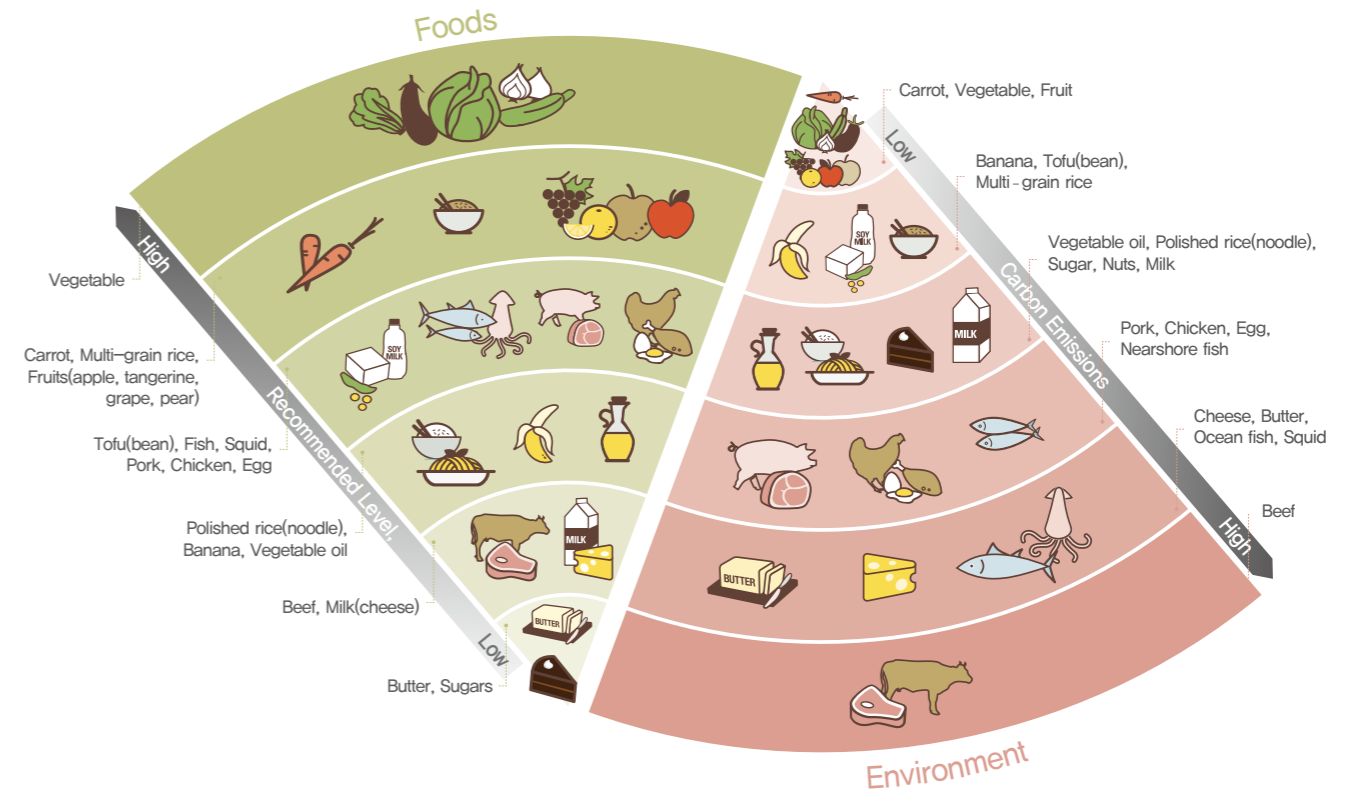 Foods
High
Recommended Level,
Low
Vegetable
Carrot, Multi-grain rice,
Fruits(apple, tangerine,
grape, pear)
Tofu(bean), Fish, Squid,
Pork, Chicken, Egg
Polished rice(noodle),
Banana, Vegetable oil
Beef, Milk(cheese)
Butter, Sugars
SOY
MILK
MILK
BUTTER
Carrot, Vegetable, Fruit
Banana, Tofu(bean),
Multi-grain rice
Vegetable oil, Polished rice(noodle),
Sugar, Nuts, Milk
Pork, Chicken, Egg,
Nearshore fish
Cheese, Butter,
Ocean fish, Squid
Beef
Low
Carbon Emissions
High
SOY
MILK
MILK
BUTTER
Environment